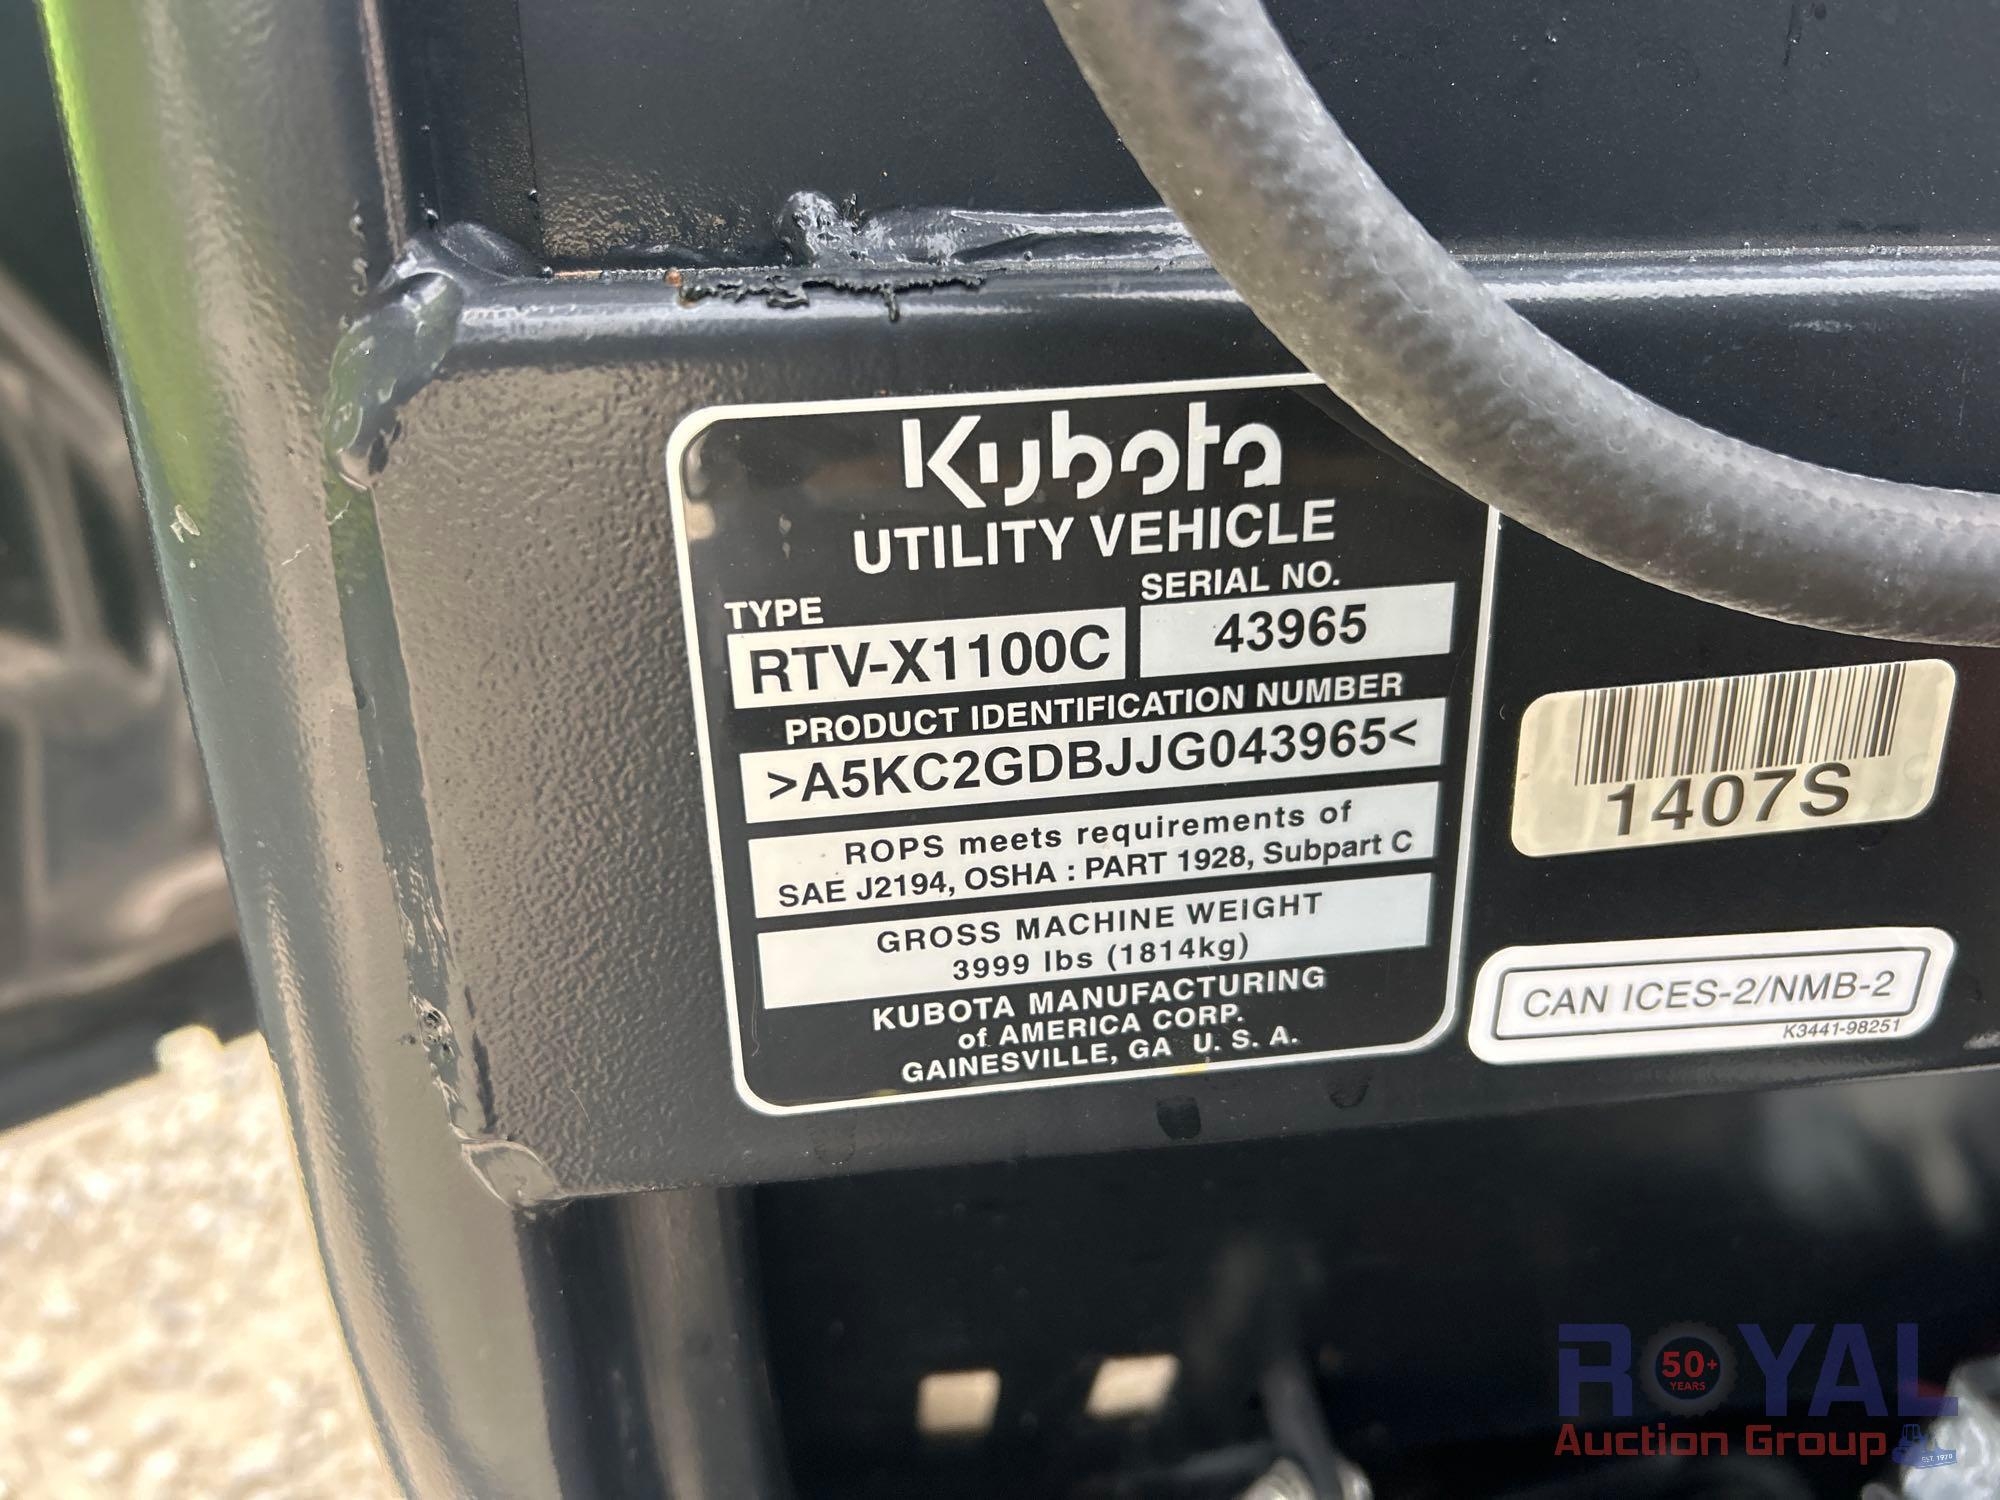 Kubota
UTILITY VEHICLE
TYPE
SERIAL NO.
RTV-X1100C
43965
PRODUCT IDENTIFICATION NUMBER
>A5KC2GDBJJG043965<
ROPS meets requirements of
SAE J2194, OSHA : PART 1928, Subpart C
GROSS MACHINE WEIGHT
3999 lbs (1814kg)
KUBOTA MANUFACTURING
of AMERICA CORP.
GAINESVILLE, GA U. S. A.
1407S
CAN ICES-2/NMB-2
K3441-98251
ROYAL
50+
YEARS
Auction Group
EST. 1970